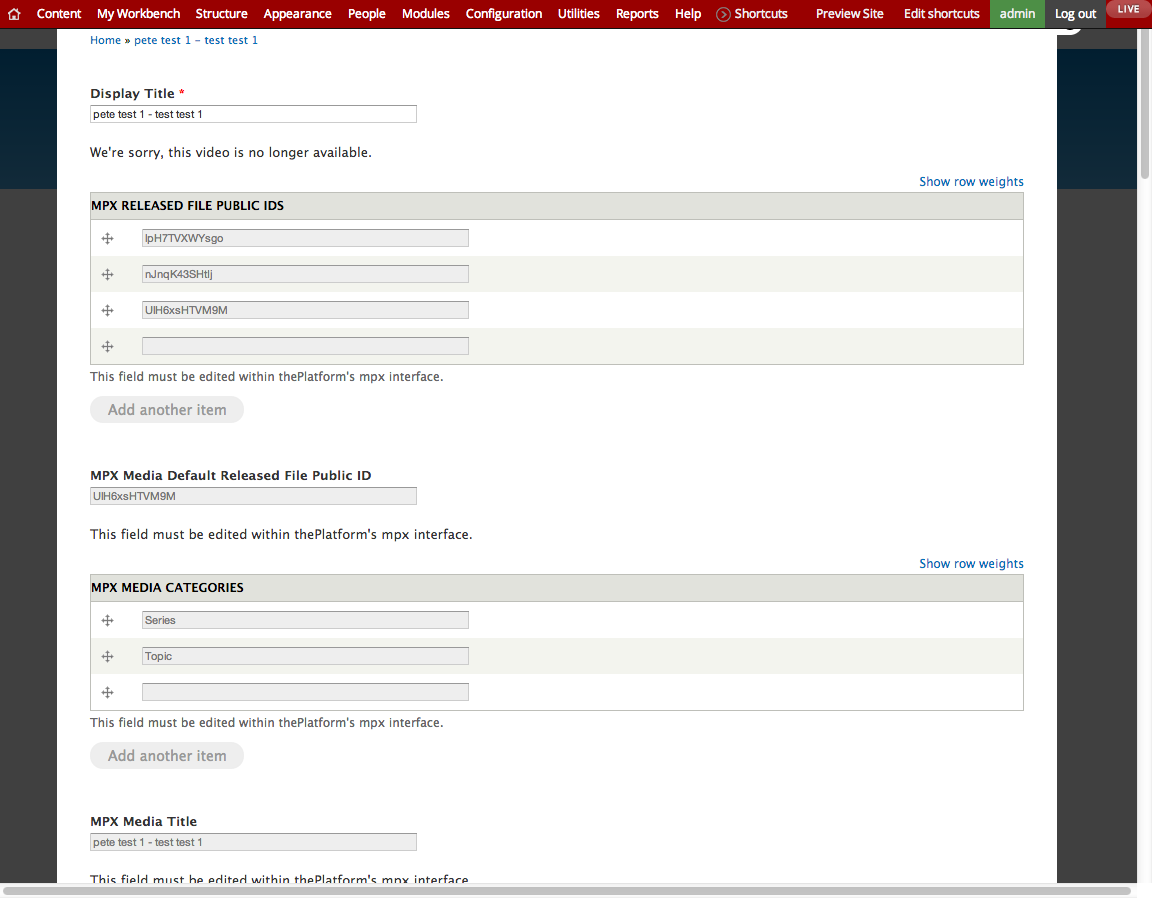 Content My Workbench Structure Appearance People Modules Configuration Utilities Reports Help Shortcuts Preview Site Edit shortcuts admin Log out LIVE
Home » pete test 1 - test test 1
Display Title *
pete test 1 - test test 1
We're sorry, this video is no longer available.
Show row weights
MPX RELEASED FILE PUBLIC IDS
lpH7TVXWYsgo
nJnqK43SHtlj
UlH6xsHTVM9M
This field must be edited within thePlatform's mpx interface.
Add another item
MPX Media Default Released File Public ID
UlH6xsHTVM9M
This field must be edited within thePlatform's mpx interface.
Show row weights
MPX MEDIA CATEGORIES
Series
Topic
This field must be edited within thePlatform's mpx interface.
Add another item
MPX Media Title
pete test 1 - test test 1
This field must be edited within thePlatform's mpx interface.